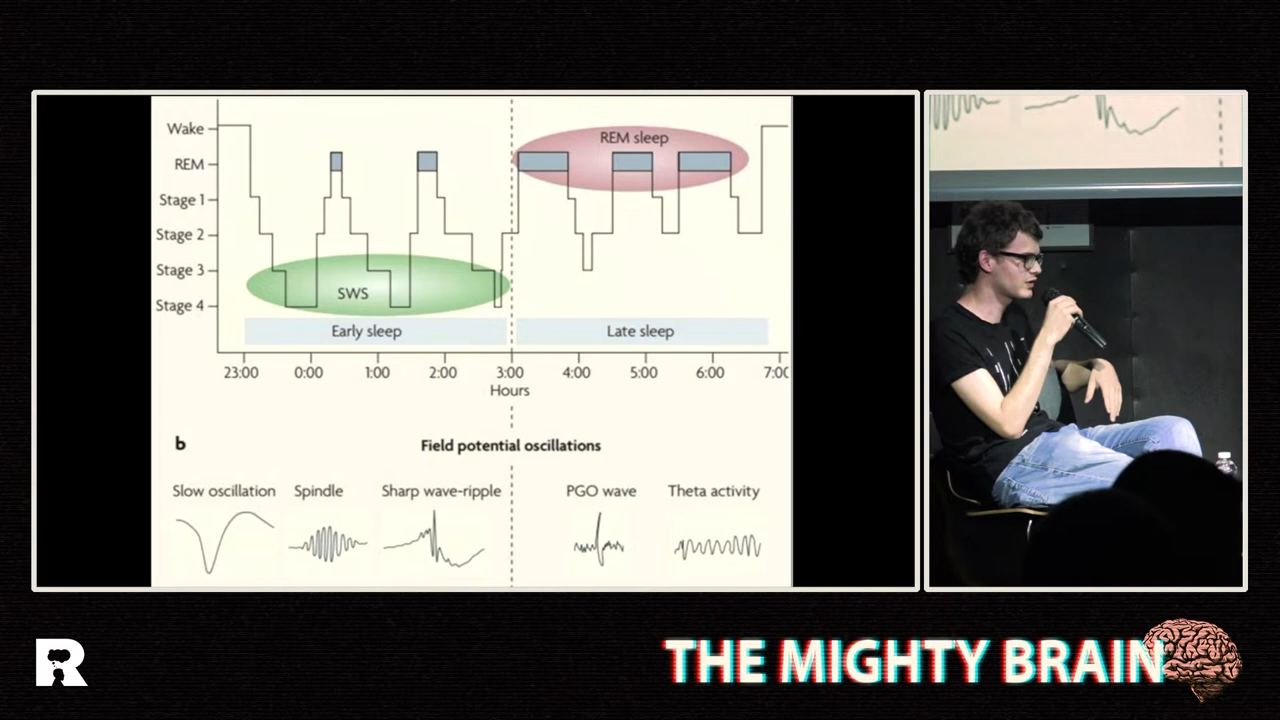 Wake
REM
Stage 1
Stage 2
Stage 3
Stage 4
REM sleep
SWS
Early sleep
Late sleep
23:00 0:00 1:00 2:00 3:00 4:00 5:00 6:00 7:00
Hours
b
Field potential oscillations
Slow oscillation Spindle Sharp wave-ripple PGO wave Theta activity
R
THE MIGHTY BRAIN